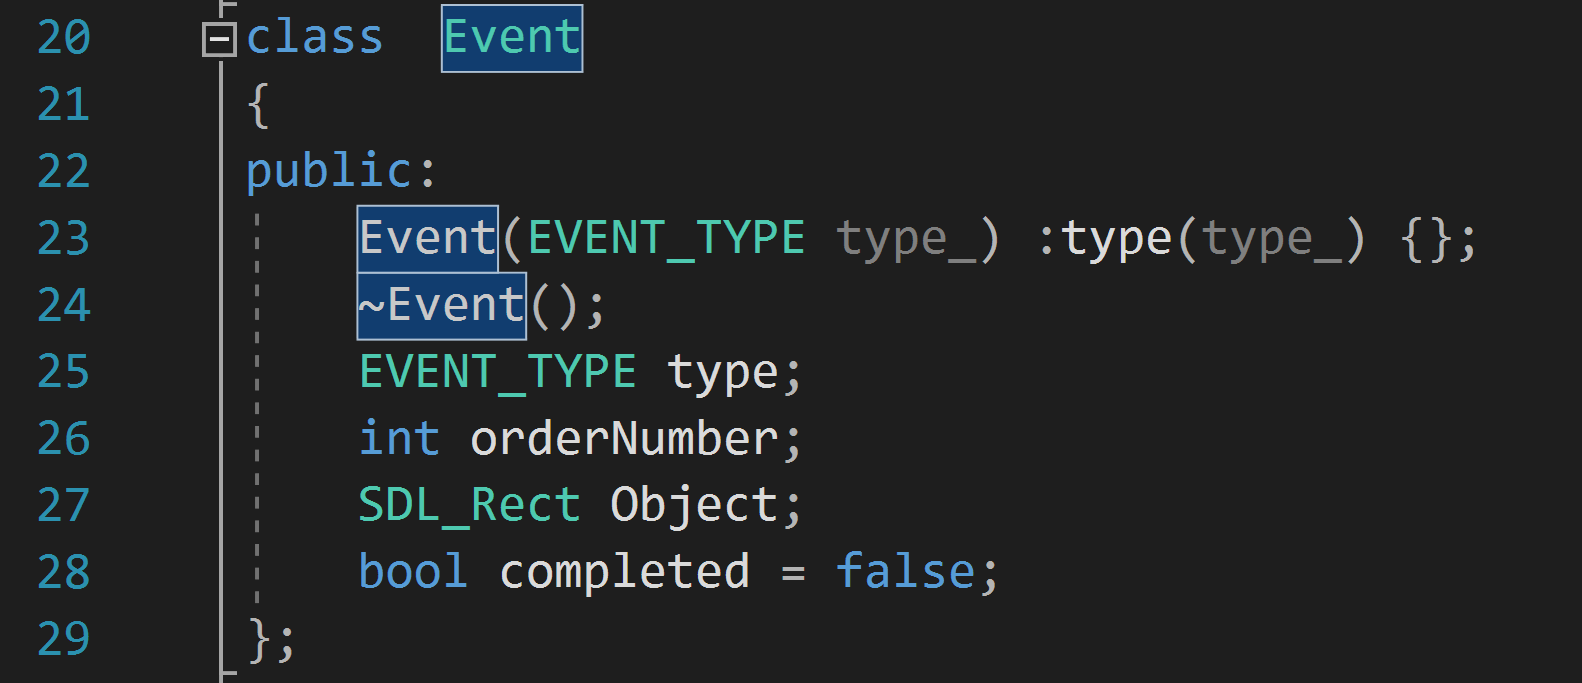 20 class Event
21 {
22 public:
23 Event(EVENT_TYPE type_) :type(type_) {};
24 ~Event();
25 EVENT_TYPE type;
26 int orderNumber;
27 SDL_Rect Object;
28 bool completed = false;
29 };